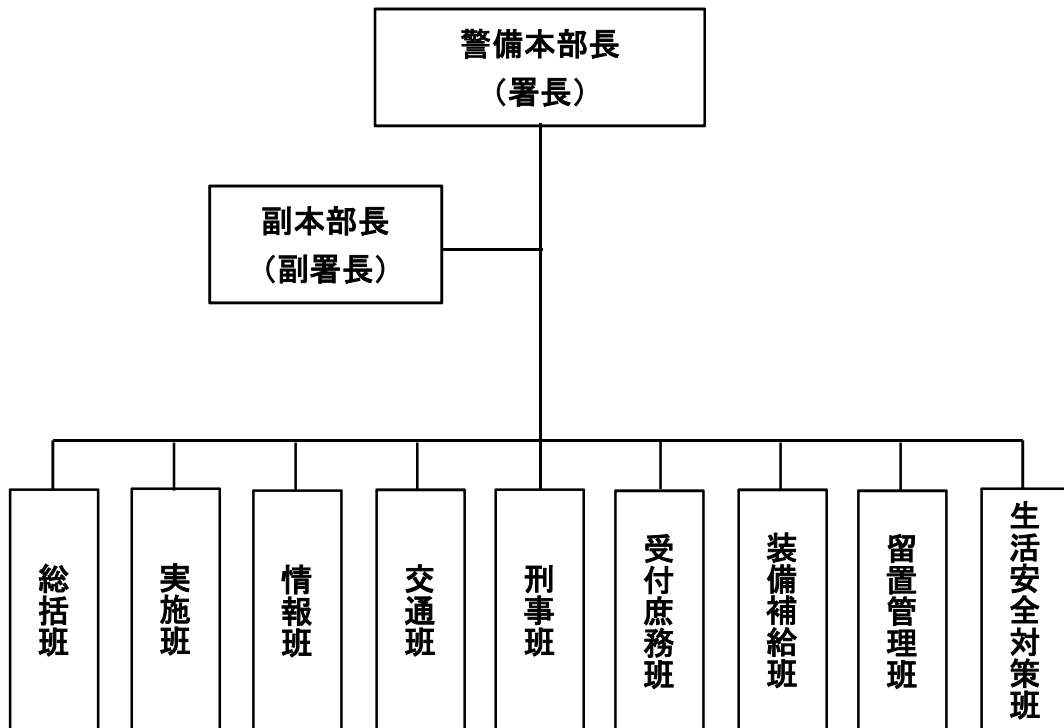 警備本部長
（署長）
副本部長
（副署長）
総括班
実施班
情報班
交通班
刑事班
受付庶務班
装備補給班
留置管理班
生活安全対策班